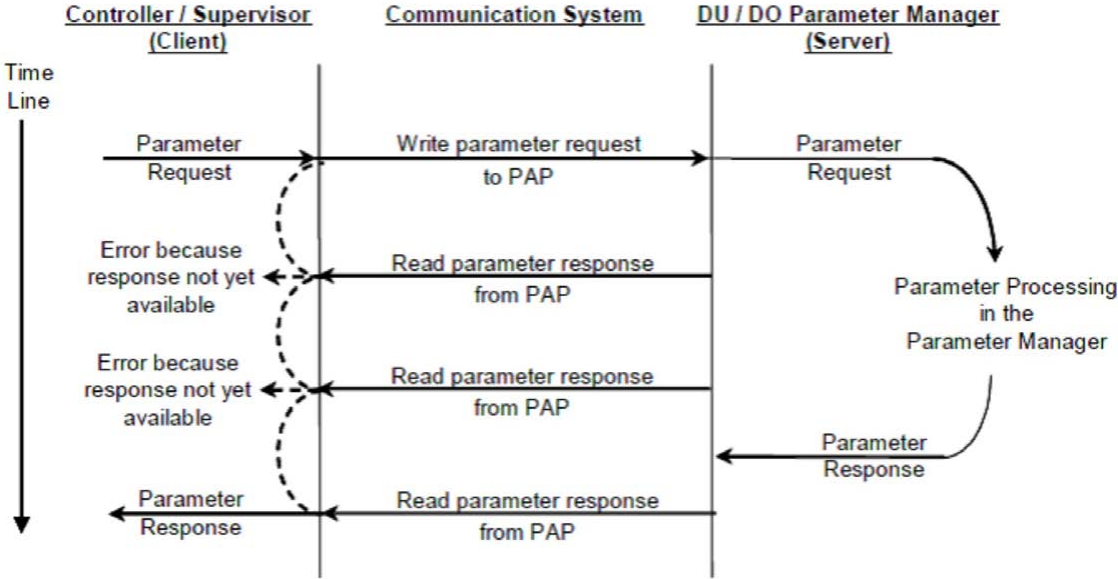 Controller / Supervisor
(Client)
Communication System
DU / DO Parameter Manager
(Server)
Time
Line
Parameter
Request
Write parameter request
to PAP
Parameter
Request
Error because
response not yet
available
Read parameter response
from PAP
Parameter Processing
in the
Parameter Manager
Error because
response not yet
available
Read parameter response
from PAP
Parameter
Response
Parameter
Response
Read parameter response
from PAP